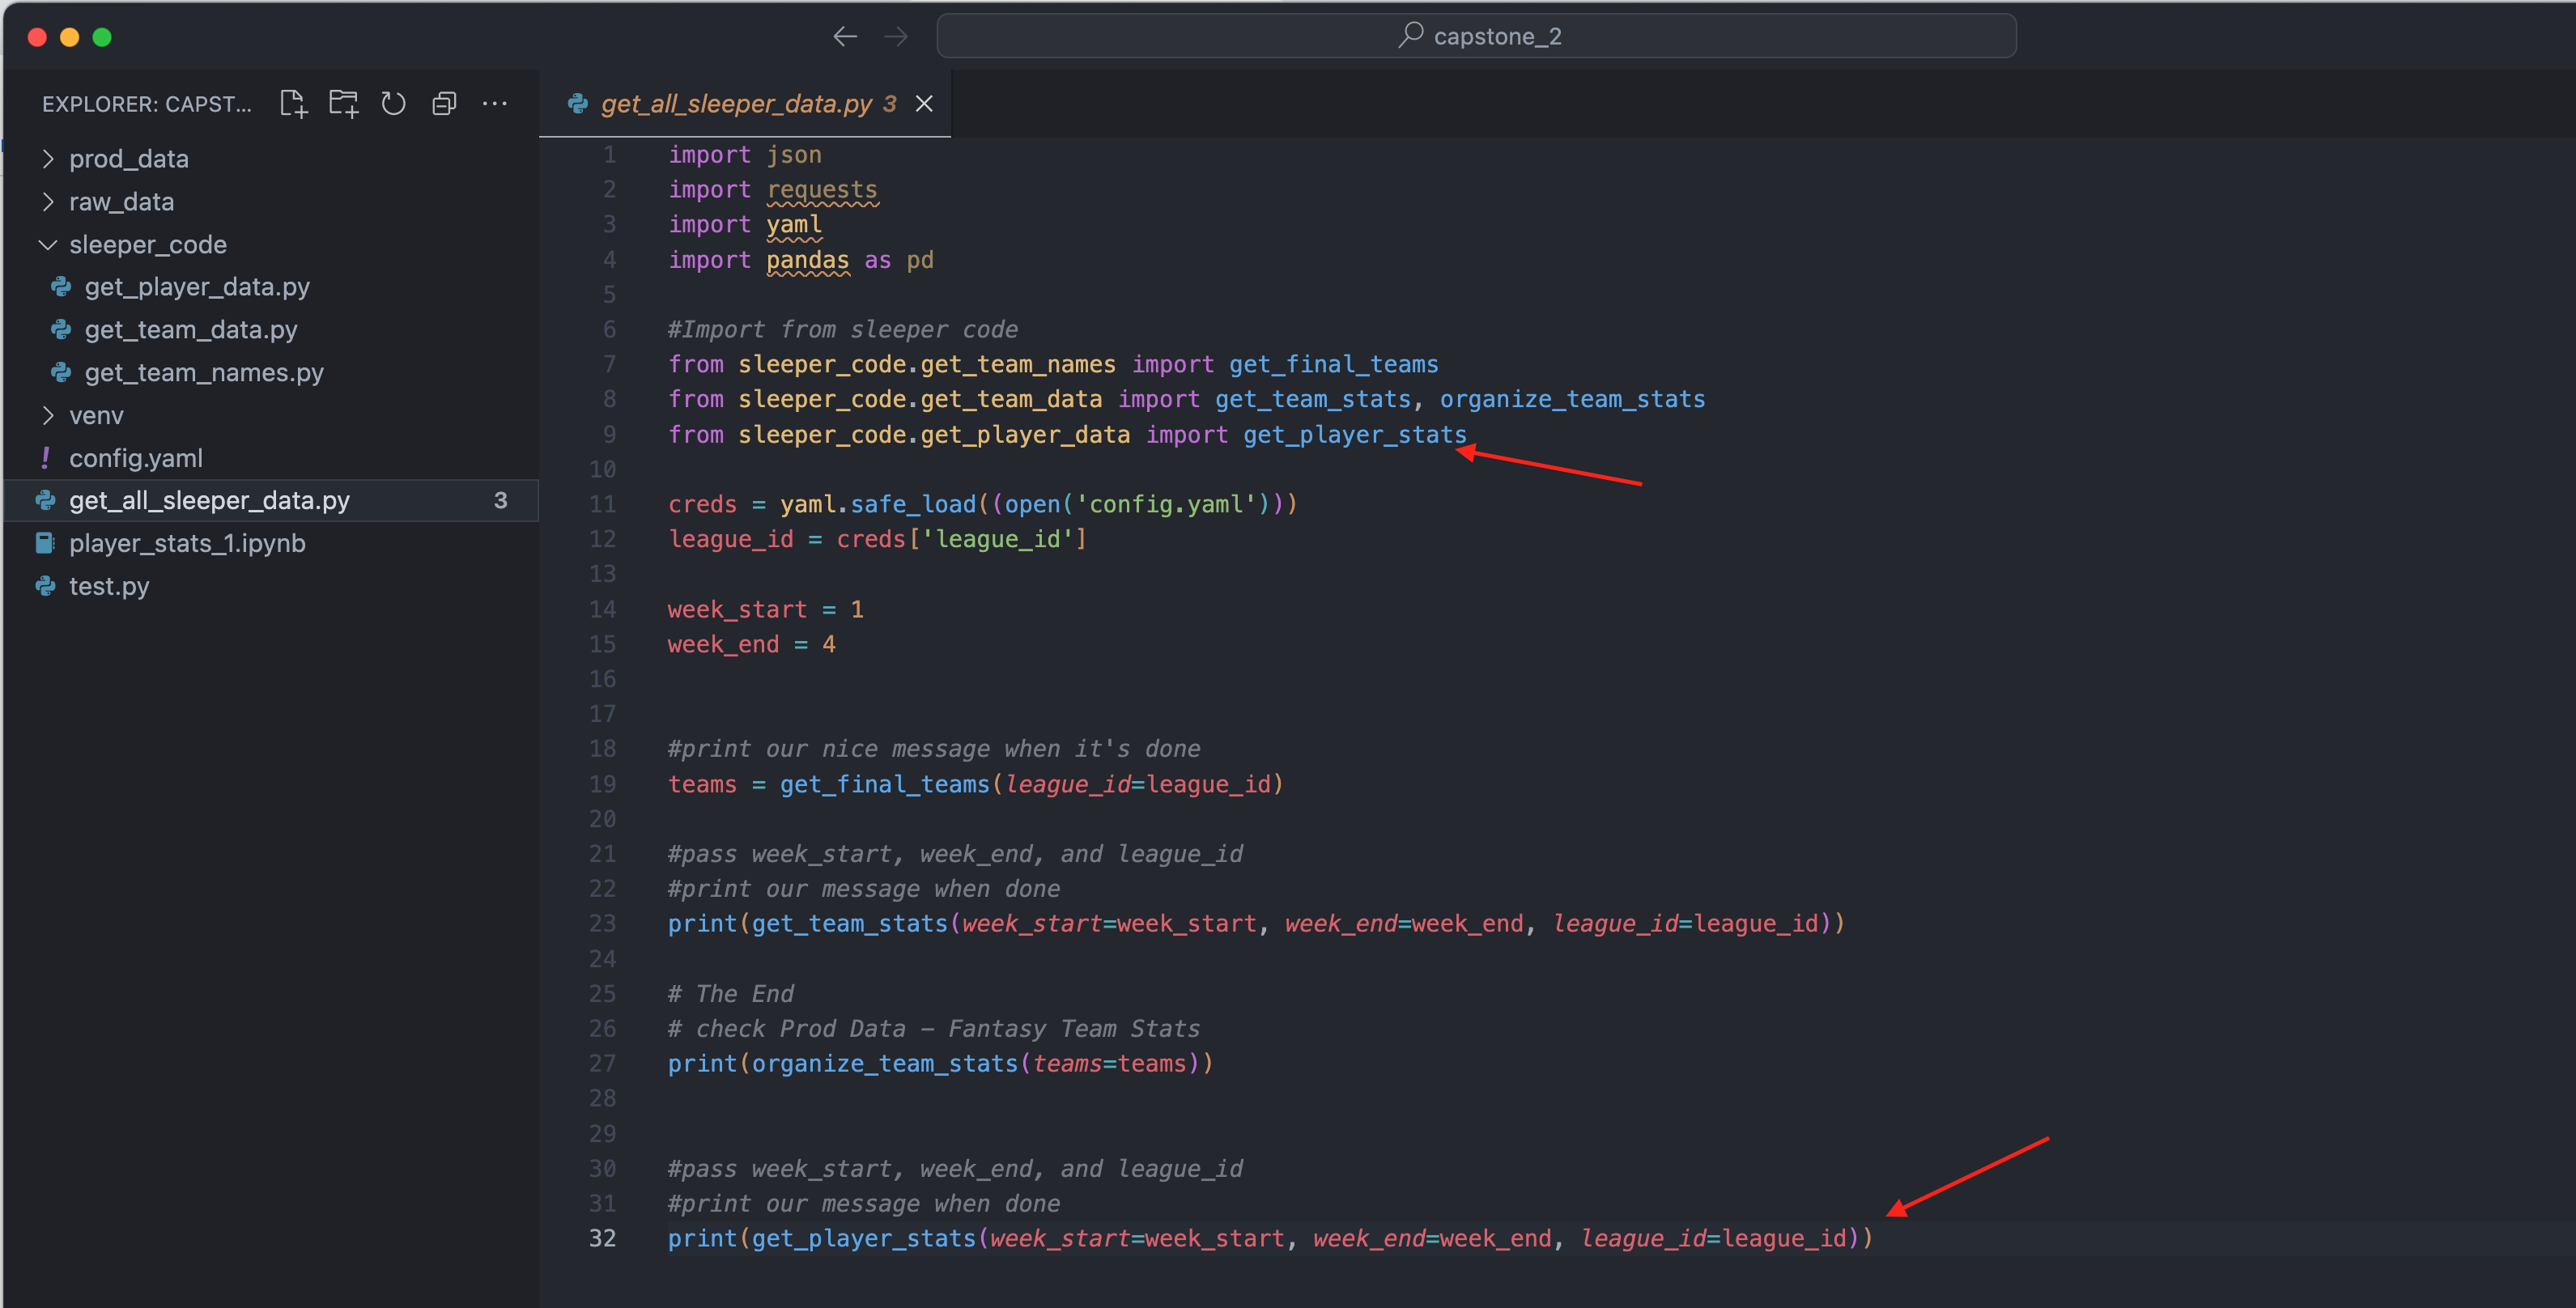 capstone_2
EXPLORER: CAPST...
prod_data
raw_data
sleeper_code
get_player_data.py
get_team_data.py
get_team_names.py
venv
! config.yaml
get_all_sleeper_data.py 3
player_stats_1.ipynb
test.py
get_all_sleeper_data.py 3
1 import json
2 import requests
3 import yaml
4 import pandas as pd
5
6 #Import from sleeper code
7 from sleeper_code.get_team_names import get_final_teams
8 from sleeper_code.get_team_data import get_team_stats, organize_team_stats
9 from sleeper_code.get_player_data import get_player_stats
10
11 creds = yaml.safe_load((open('config.yaml')))
12 league_id = creds['league_id']
13
14 week_start = 1
15 week_end = 4
16
17
18 #print our nice message when it's done
19 teams = get_final_teams(league_id=league_id)
20
21 #pass week_start, week_end, and league_id
22 #print our message when done
23 print(get_team_stats(week_start=week_start, week_end=week_end, league_id=league_id))
24
25 # The End
26 # check Prod Data – Fantasy Team Stats
27 print(organize_team_stats(teams=teams))
28
29
30 #pass week_start, week_end, and league_id
31 #print our message when done
32 print(get_player_stats(week_start=week_start, week_end=week_end, league_id=league_id))